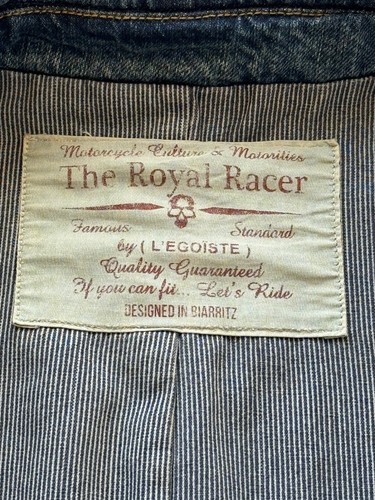 Motorcycle Culture & Motorities
The Royal Racer
Famous Standard
by ( L'EGOÏSTE )
Quality Guaranteed
If you can fit... Let's Ride
DESIGNED IN BIARRITZ